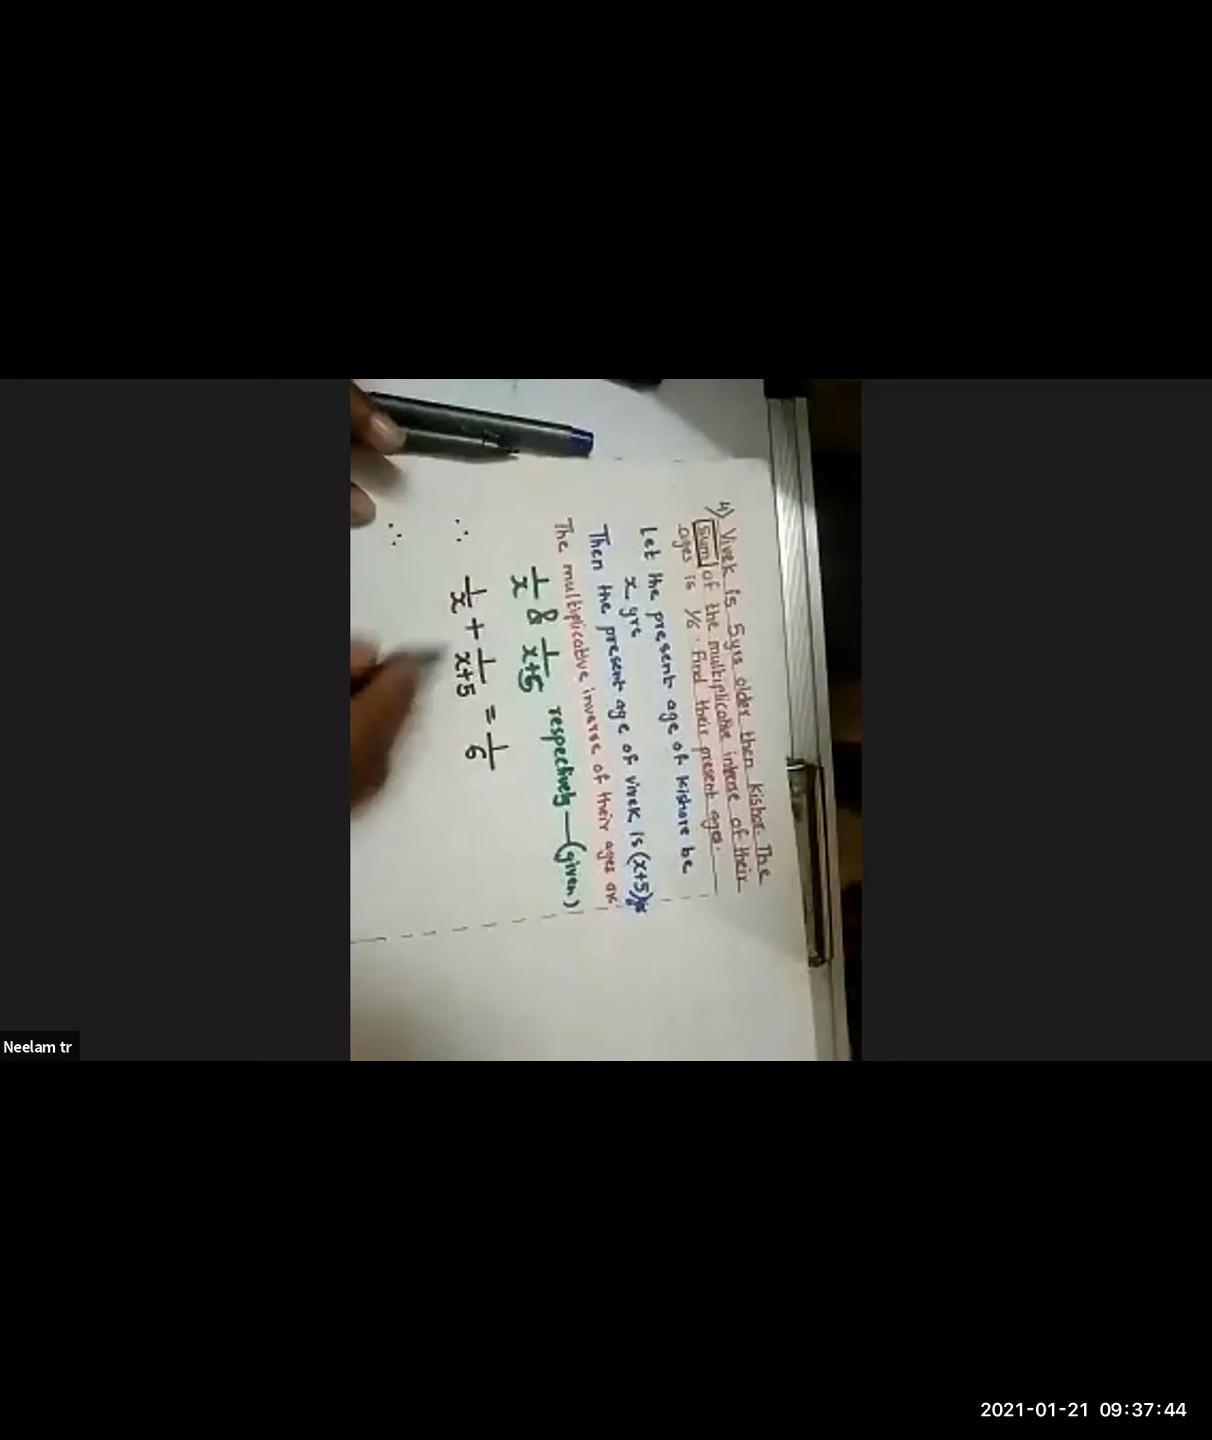 4) Vivek is 5yrs older then kishor. The
sum of the multiplicative inverse of their
ages is 1/6. Find their present ages.
Let the present age of kishore be
x yrs
Then the present age of vivek is (x+5)yrs
The multiplicative inverse of their ages are
1/x & 1/x+5 respectively — (given)
∴ 1/x + 1/x+5 = 1/6
∴
Neelam tr
2021-01-21 09:37:44